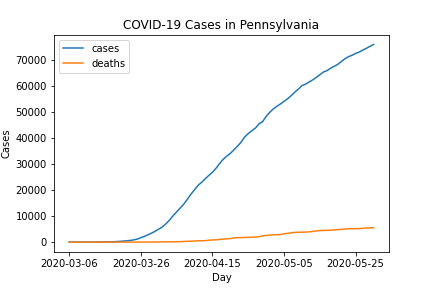 COVID-19 Cases in Pennsylvania
cases
deaths
70000
60000
50000
40000
30000
20000
10000
0
Cases
2020-03-06 2020-03-26 2020-04-15 2020-05-05 2020-05-25
Day